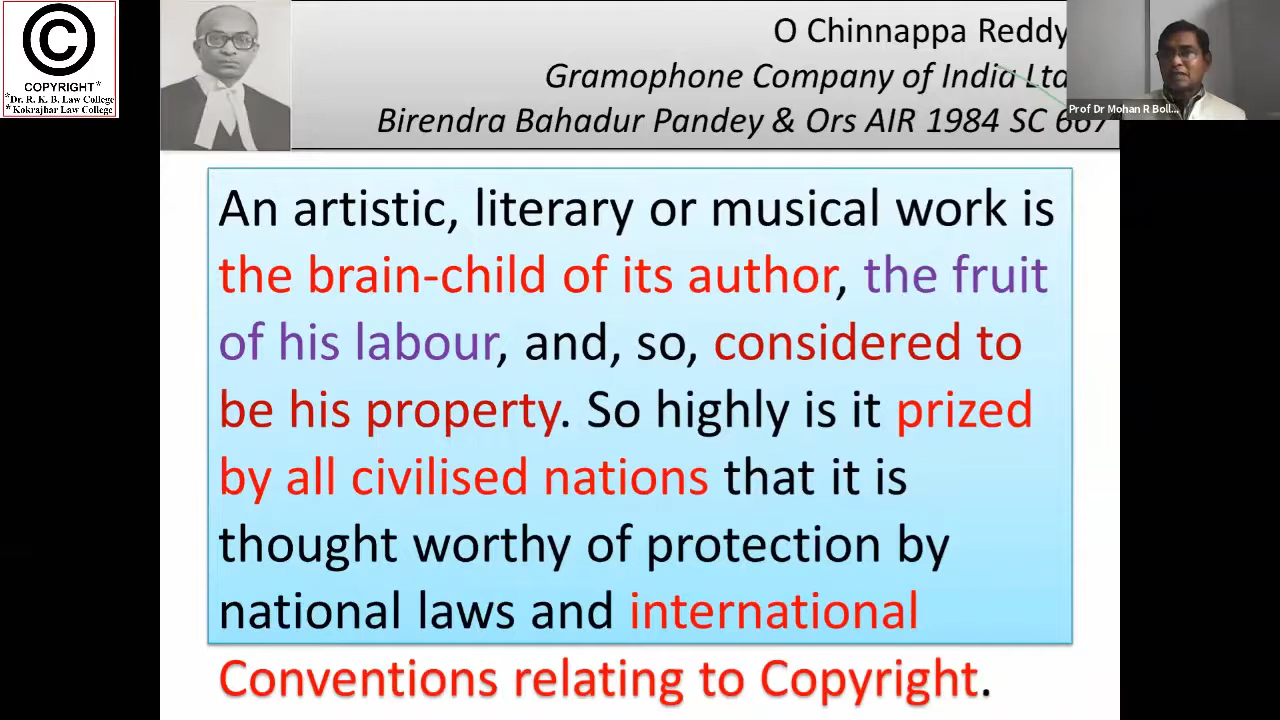 ©
COPYRIGHT*
*Dr. R. K. B. Law College
* Kokrajhar Law College
O Chinnappa Reddy
Gramophone Company of India Ltd
Birendra Bahadur Pandey & Ors AIR 1984 SC 667
Prof Dr Mohan R Boll...
An artistic, literary or musical work is
the brain-child of its author, the fruit
of his labour, and, so, considered to
be his property. So highly is it prized
by all civilised nations that it is
thought worthy of protection by
national laws and international
Conventions relating to Copyright.